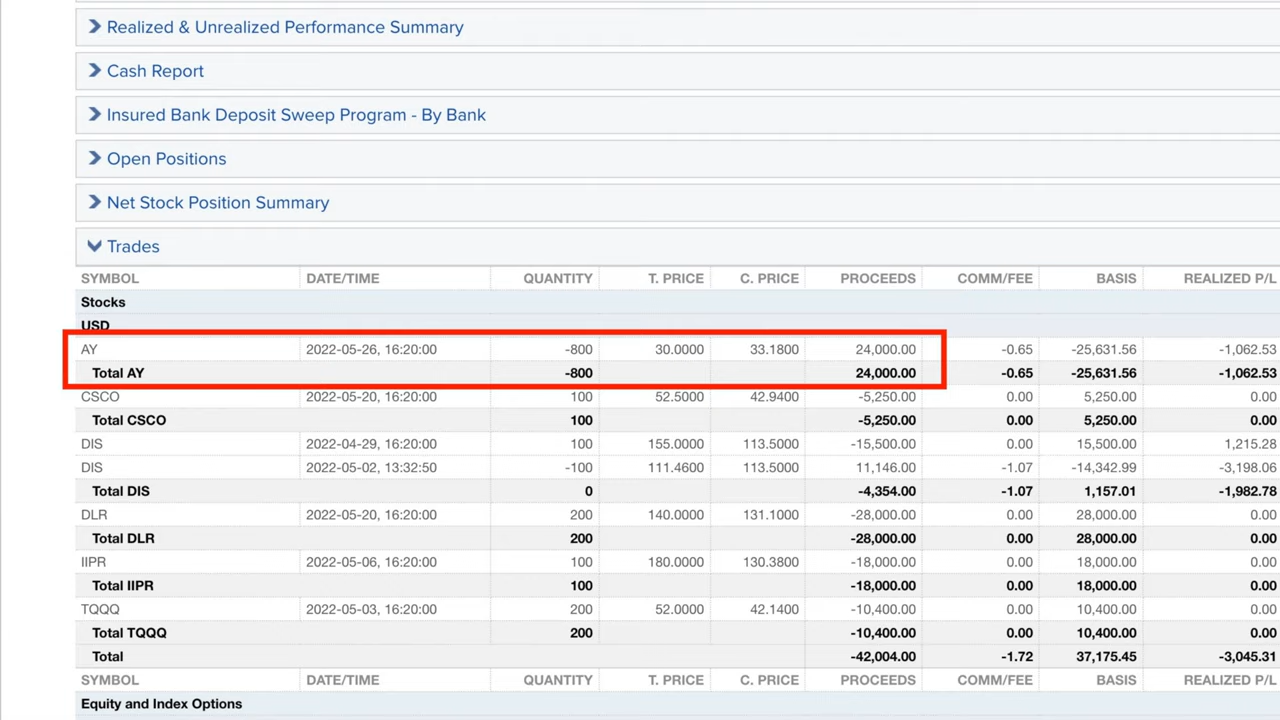 Realized & Unrealized Performance Summary
Cash Report
Insured Bank Deposit Sweep Program - By Bank
Open Positions
Net Stock Position Summary
Trades
SYMBOL DATE/TIME QUANTITY T. PRICE C. PRICE PROCEEDS COMM/FEE BASIS REALIZED P/L
Stocks
USD
AY 2022-05-26, 16:20:00 -800 30.0000 33.1800 24,000.00 -0.65 -25,631.56 -1,062.53
Total AY -800 24,000.00 -0.65 -25,631.56 -1,062.53
CSCO 2022-05-20, 16:20:00 100 52.5000 42.9400 -5,250.00 0.00 5,250.00 0.00
Total CSCO 100 -5,250.00 0.00 5,250.00 0.00
DIS 2022-04-29, 16:20:00 100 155.0000 113.5000 -15,500.00 0.00 15,500.00 1,215.28
DIS 2022-05-02, 13:32:50 -100 111.4600 113.5000 11,146.00 -1.07 -14,342.99 -3,198.06
Total DIS 0 -4,354.00 -1.07 1,157.01 -1,982.78
DLR 2022-05-20, 16:20:00 200 140.0000 131.1000 -28,000.00 0.00 28,000.00 0.00
Total DLR 200 -28,000.00 0.00 28,000.00 0.00
IIPR 2022-05-06, 16:20:00 100 180.0000 130.3800 -18,000.00 0.00 18,000.00 0.00
Total IIPR 100 -18,000.00 0.00 18,000.00 0.00
TQQQ 2022-05-03, 16:20:00 200 52.0000 42.1400 -10,400.00 0.00 10,400.00 0.00
Total TQQQ 200 -10,400.00 0.00 10,400.00 0.00
Total -42,004.00 -1.72 37,175.45 -3,045.31
SYMBOL DATE/TIME QUANTITY T. PRICE C. PRICE PROCEEDS COMM/FEE BASIS REALIZED P/L
Equity and Index Options